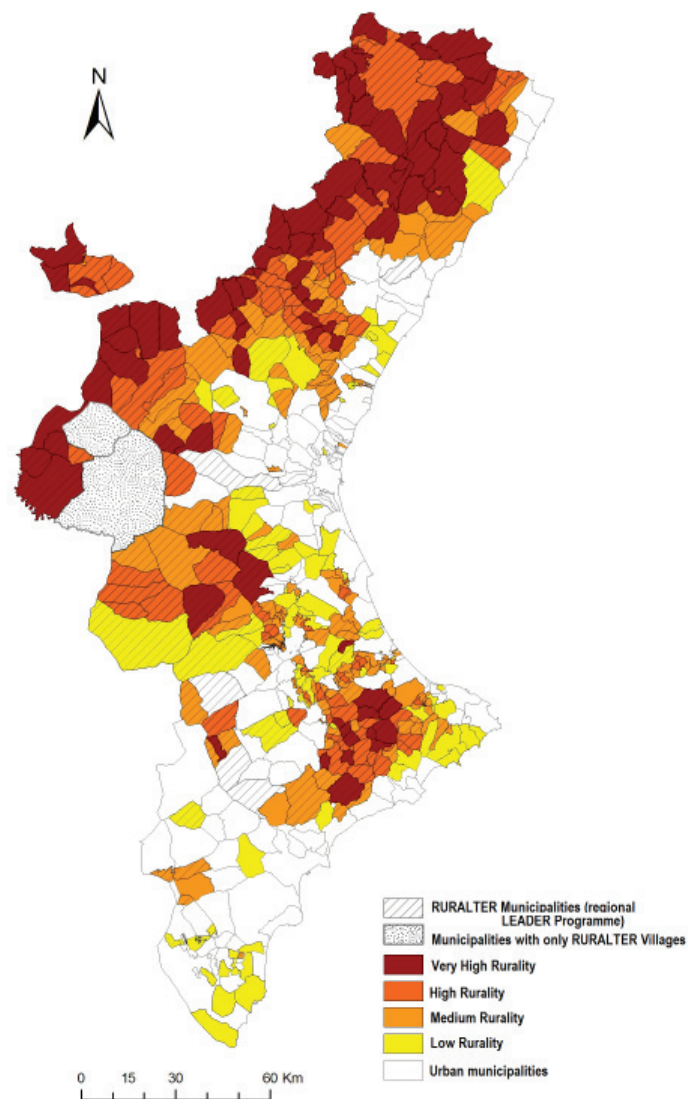 N
RURALTER Municipalities (regional
LEADER Programme)
Municipalities with only RURALTER Villages
Very High Rurality
High Rurality
Medium Rurality
Low Rurality
Urban municipalities
0 15 30 60 Km